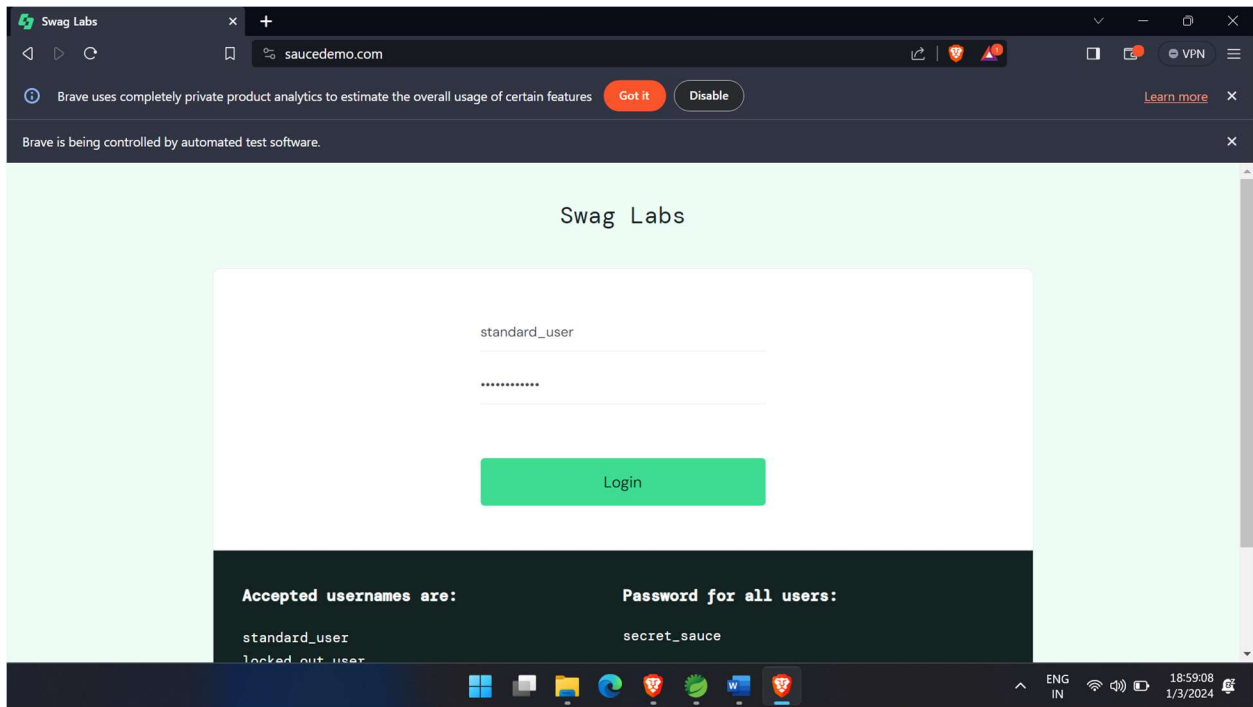 Swag Labs
saucedemo.com
1
VPN
Brave uses completely private product analytics to estimate the overall usage of certain features Got it Disable Learn more
Brave is being controlled by automated test software.
Swag Labs
standard_user
••••••••••••
Login
Accepted usernames are:
Password for all users:
standard_user
secret_sauce
locked_out_user
ENG
IN
18:59:08
1/3/2024